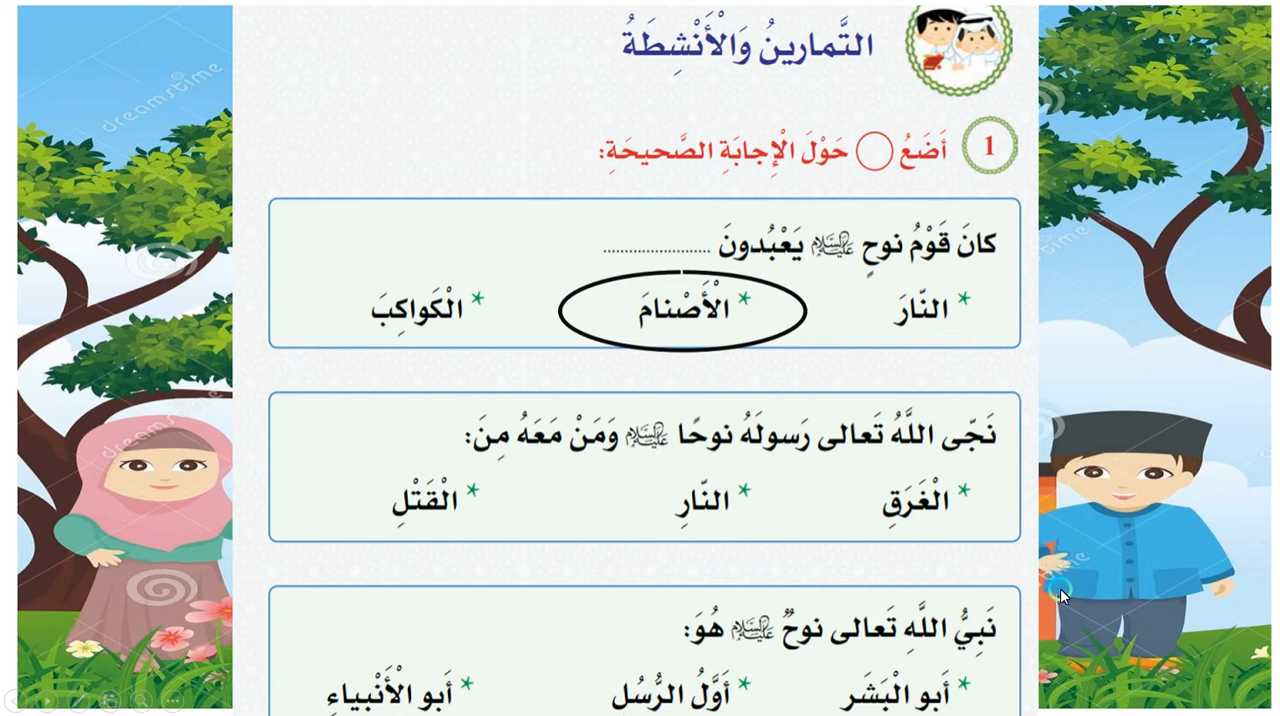 التَّمارينُ وَالْأَنْشِطَةُ
1 أَضَعُ ◯ حَوْلَ الْإِجابَةِ الصَّحيحَةِ:
كانَ قَوْمُ نوحٍ عليه السلام يَعْبُدونَ ........................
* النّارَ * الْأَصْنامَ * الْكَواكِبَ
نَجّى اللَّهُ تَعالى رَسولَهُ نوحًا عليه السلام وَمَنْ مَعَهُ مِنَ:
* الْغَرَقِ * النّارِ * الْقَتْلِ
نَبِيُّ اللَّهِ تَعالى نوحٌ عليه السلام هُوَ:
* أَبو الْبَشَر * أَوَّلُ الرُّسُل * أَبو الْأَنْبِياءِ
dreamstime